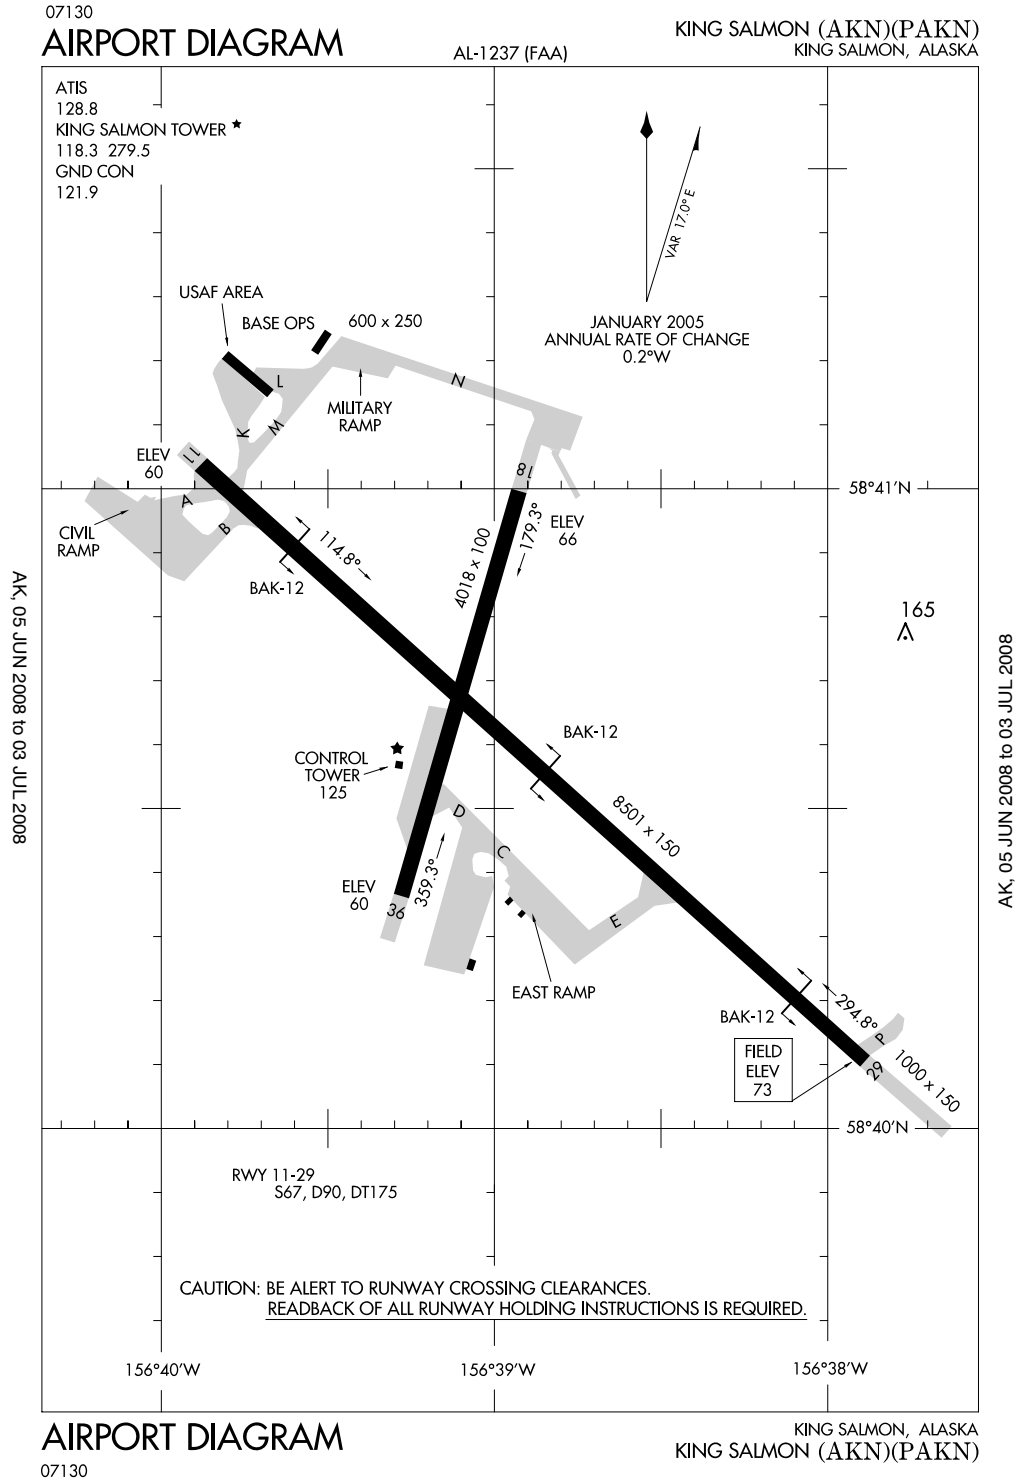 07130
AIRPORT DIAGRAM
AL-1237 (FAA)
KING SALMON (AKN)(PAKN)
KING SALMON, ALASKA
ATIS
128.8
KING SALMON TOWER
118.3 279.5
GND CON
121.9
VAR 17.0° E
JANUARY 2005
ANNUAL RATE OF CHANGE
0.2°W
USAF AREA
BASE OPS
600 x 250
L
N
MILITARY
RAMP
K
M
ELEV
60
11
18
A
B
CIVIL
RAMP
58°41'N
ELEV
66
179.3°
4018 x 100
114.8°
BAK-12
165
AK, 05 JUN 2008 to 03 JUL 2008
AK, 05 JUN 2008 to 03 JUL 2008
BAK-12
CONTROL
TOWER
125
8501 x 150
D
C
E
ELEV
60
36
359.3°
EAST RAMP
BAK-12
294.8°
P
FIELD
ELEV
73
29
1000 x 150
58°40'N
RWY 11-29
S67, D90, DT175
CAUTION: BE ALERT TO RUNWAY CROSSING CLEARANCES.
READBACK OF ALL RUNWAY HOLDING INSTRUCTIONS IS REQUIRED.
156°40'W
156°39'W
156°38'W
AIRPORT DIAGRAM
07130
KING SALMON, ALASKA
KING SALMON (AKN)(PAKN)